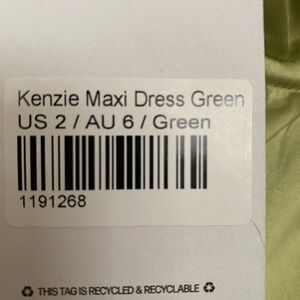 Kenzie Maxi Dress Green
US 2 / AU 6 / Green
1191268
♻ THIS TAG IS RECYCLED & RECYCLABLE ♻